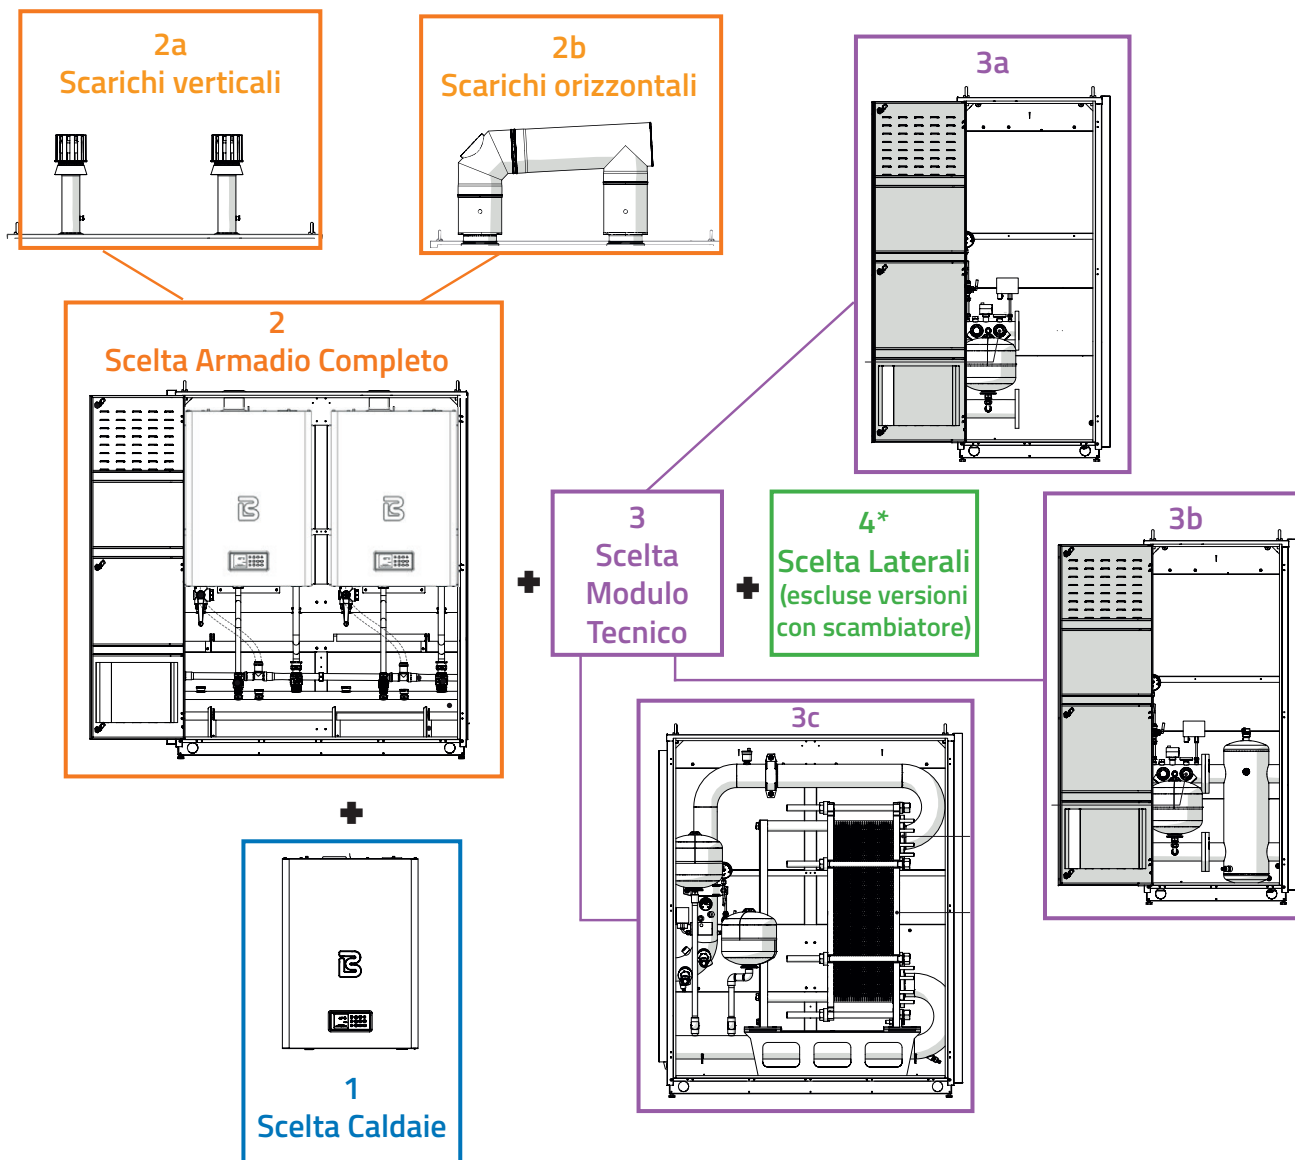 2a
Scarichi verticali
2b
Scarichi orizzontali
3a
2
Scelta Armadio Completo
3
Scelta
Modulo
Tecnico
4*
Scelta Laterali
(escluse versioni
con scambiatore)
3b
3c
1
Scelta Caldaie